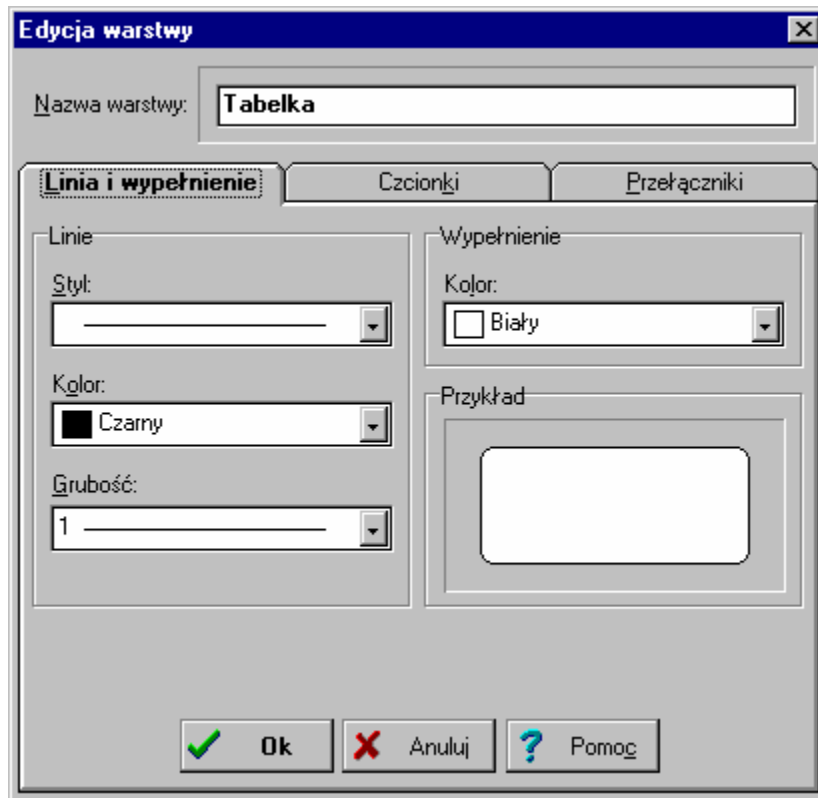 Edycja warstwy
Nazwa warstwy: Tabelka
Linia i wypełnienie Czcionki Przełączniki
Linie
Styl:
Kolor:
Czarny
Grubość:
1
Wypełnienie
Kolor:
Biały
Przykład
Ok Anuluj Pomoc